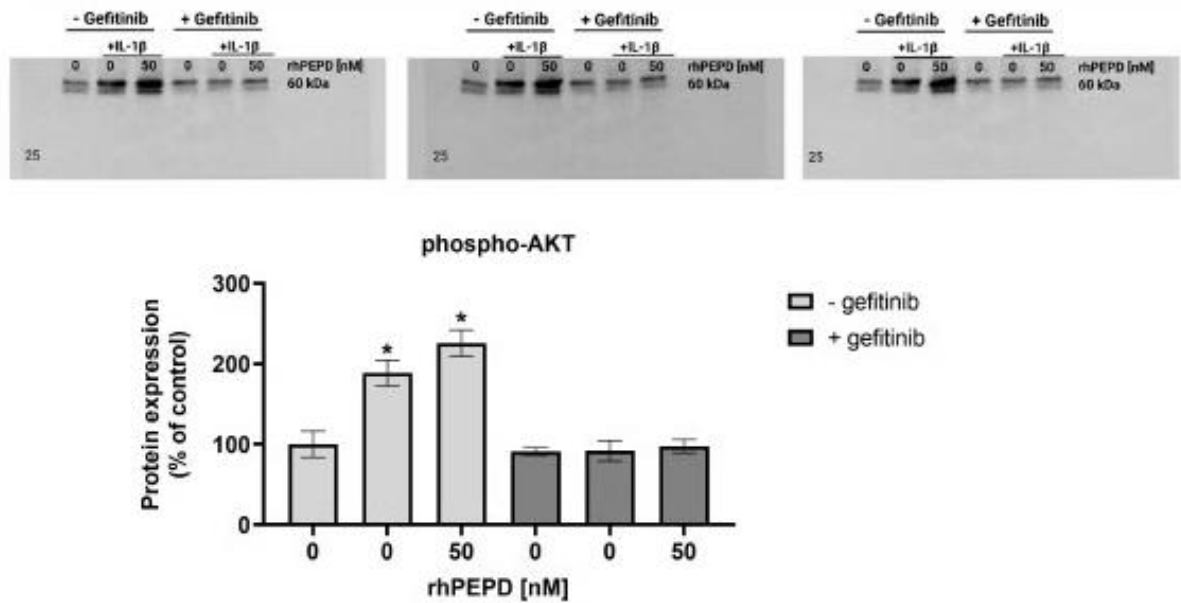 - Gefitinib + Gefitinib
+IL-1β +IL-1β
0 0 50 0 0 50 rhPEPD [nM]
60 kDa
25
- Gefitinib + Gefitinib
+IL-1β +IL-1β
0 0 50 0 0 50 rhPEPD [nM]
60 kDa
25
- Gefitinib + Gefitinib
+IL-1β +IL-1β
0 0 50 0 0 50 rhPEPD [nM]
60 kDa
25
phospho-AKT
Protein expression
(% of control)
300
200
100
0
* *
0 0 50 0 0 50
rhPEPD [nM]
- gefitinib
+ gefitinib